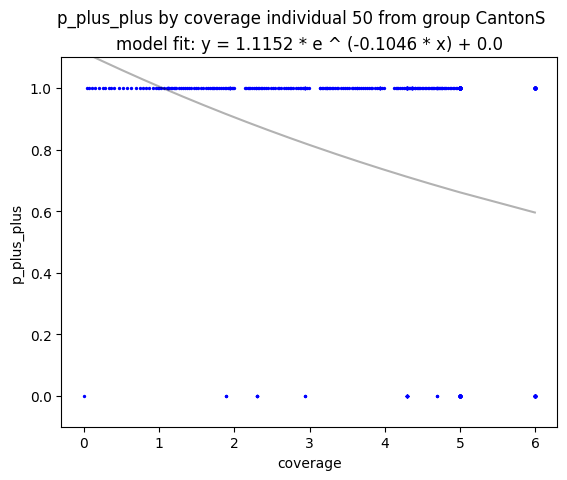 p_plus_plus by coverage individual 50 from group CantonS
model fit: y = 1.1152 * e ^ (-0.1046 * x) + 0.0
1.0
0.8
0.6
0.4
0.2
0.0
p_plus_plus
0 1 2 3 4 5 6
coverage